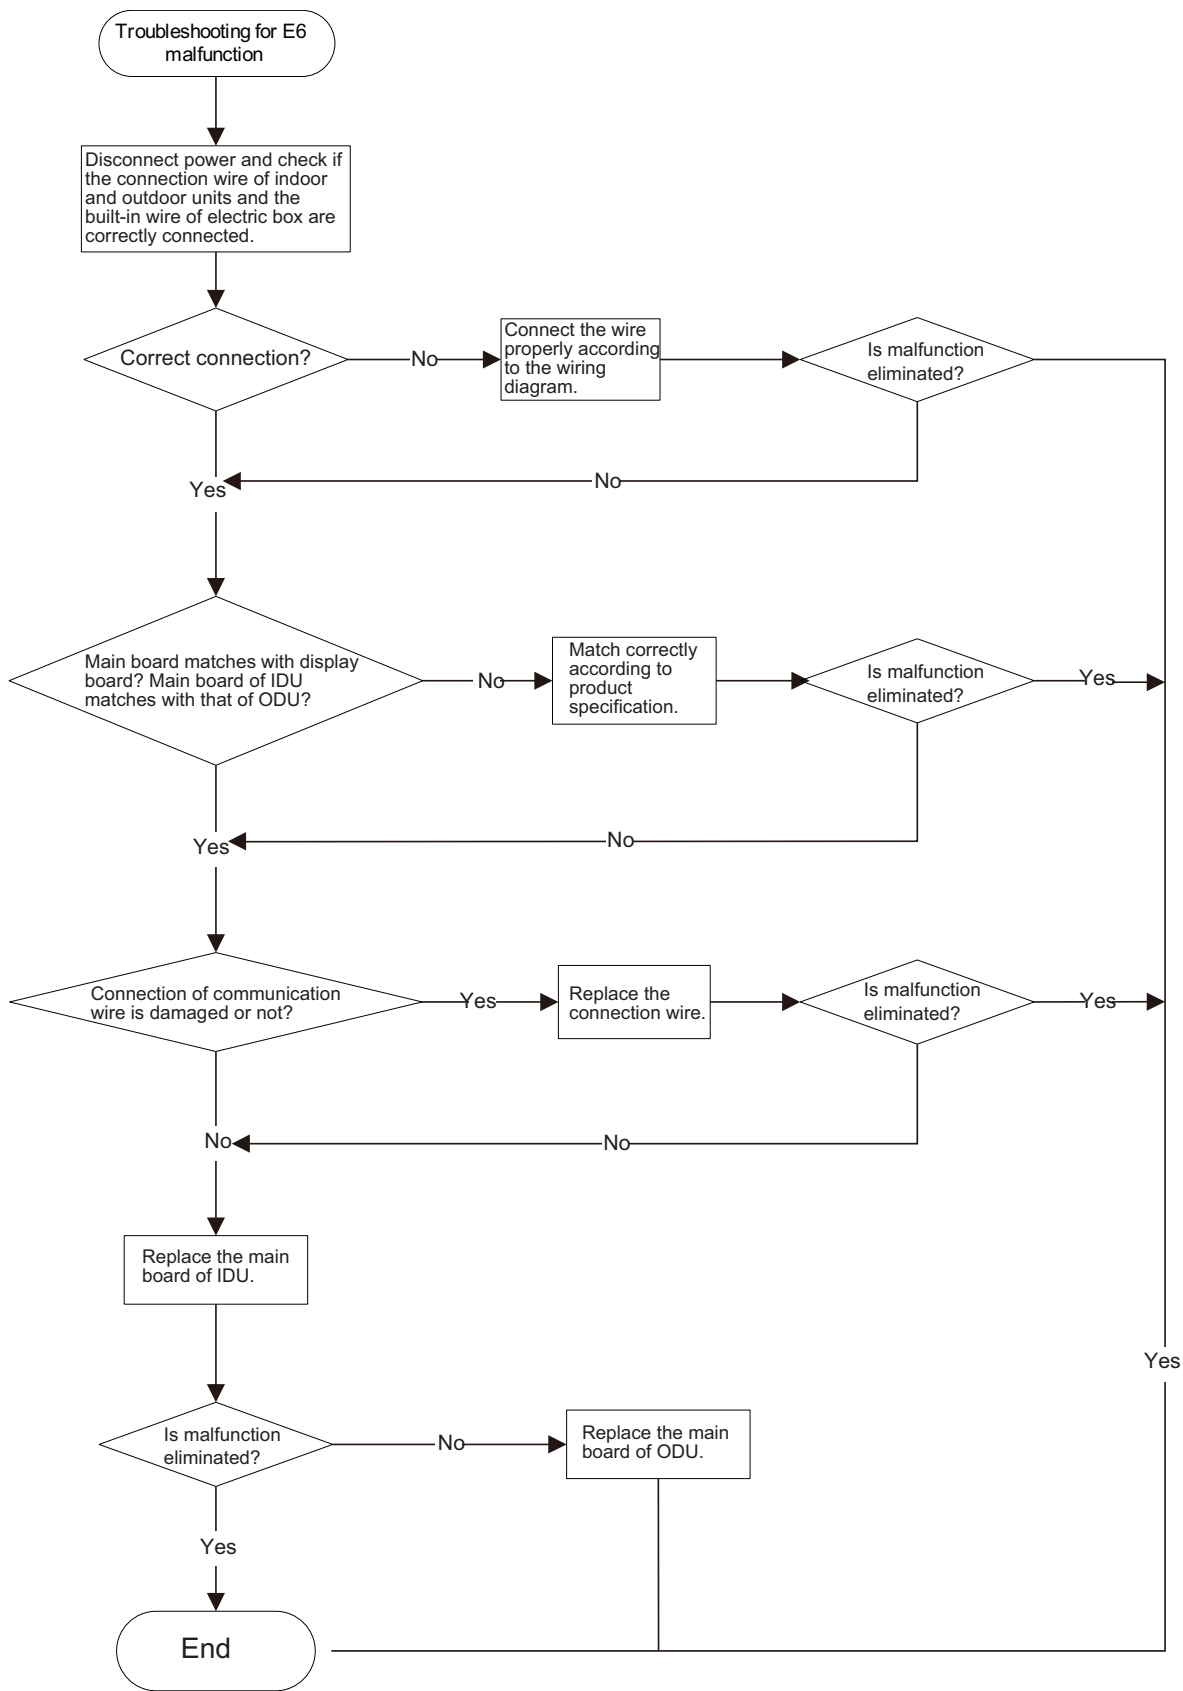 Troubleshooting for E6
malfunction
Disconnect power and check if
the connection wire of indoor
and outdoor units and the
built-in wire of electric box are
correctly connected.
Correct connection?
No
Connect the wire
properly according
to the wiring
diagram.
Is malfunction
eliminated?
No
Yes
Main board matches with display
board? Main board of IDU
matches with that of ODU?
No
Match correctly
according to
product
specification.
Is malfunction
eliminated?
Yes
No
Yes
Connection of communication
wire is damaged or not?
Yes
Replace the
connection wire.
Is malfunction
eliminated?
Yes
No
No
Replace the main
board of IDU.
Yes
Is malfunction
eliminated?
No
Replace the main
board of ODU.
Yes
End